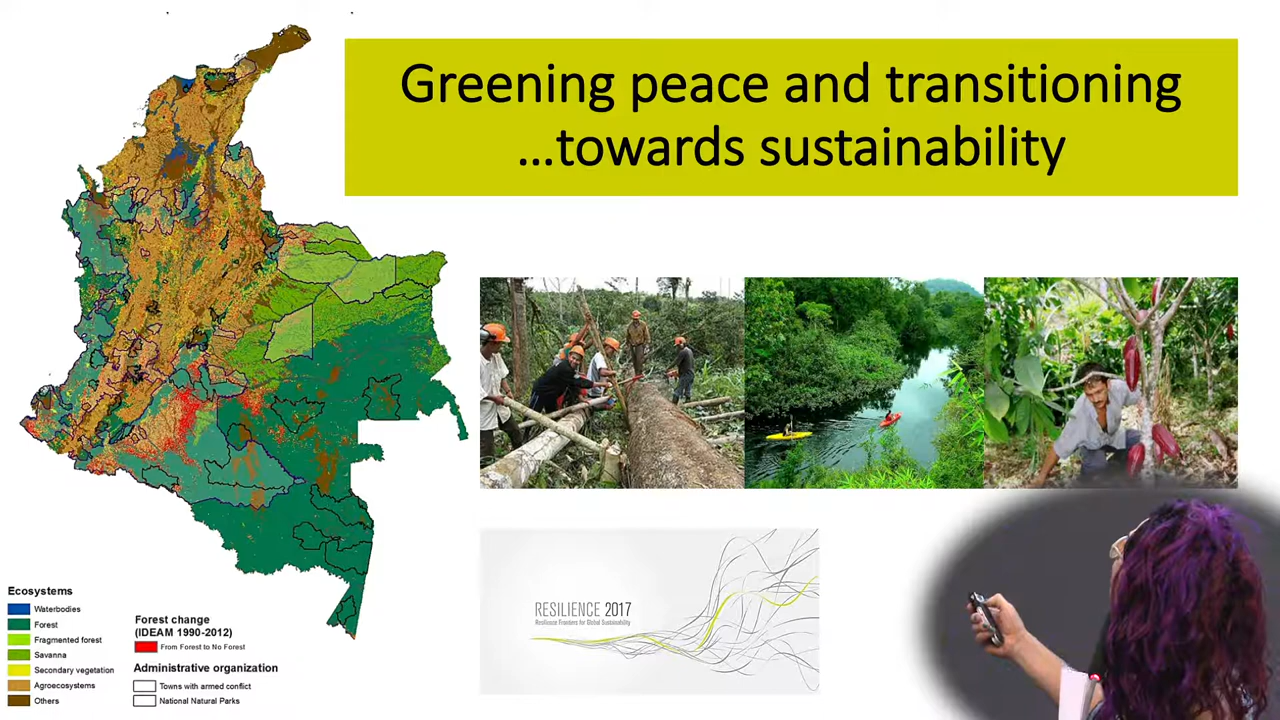 Greening peace and transitioning
...towards sustainability
RESILIENCE 2017
Resilience Frontiers for Global Sustainability
Ecosystems
Waterbodies
Forest
Fragmented forest
Savanna
Secondary vegetation
Agroecosystems
Others
Forest change
(IDEAM 1990-2012)
From Forest to No Forest
Administrative organization
Towns with armed conflict
National Natural Parks